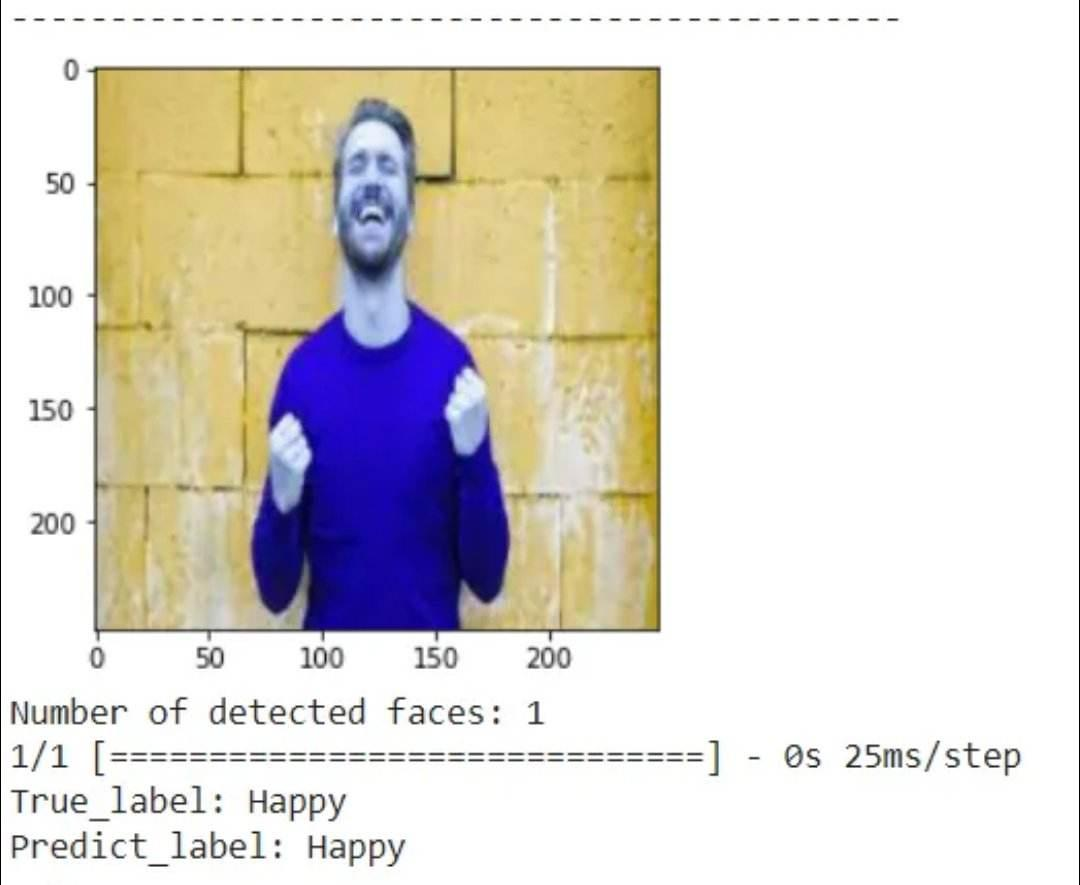 ---------------------------------------------
0
50
100
150
200
0 50 100 150 200
Number of detected faces: 1
1/1 [==============================] - 0s 25ms/step
True_label: Happy
Predict_label: Happy